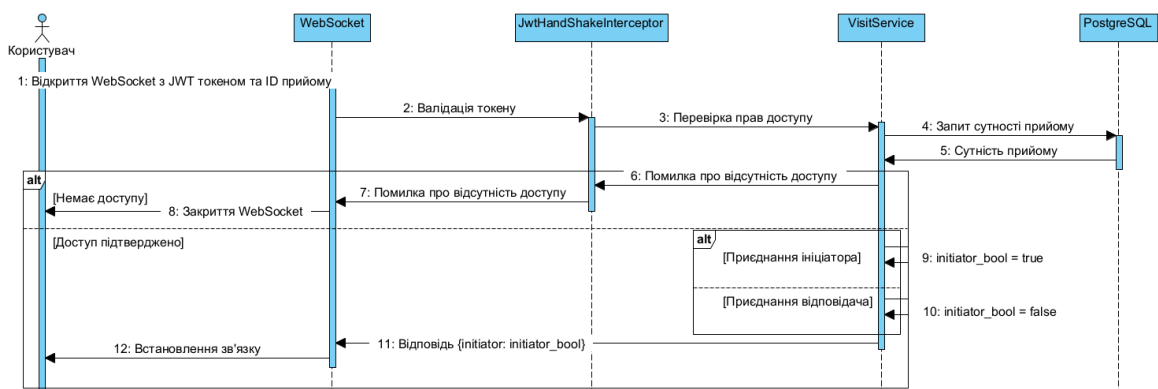 WebSocket
JwtHandShakeInterceptor
VisitService
PostgreSQL
Користувач
1: Відкриття WebSocket з JWT токеном та ID прийому
2: Валідація токену
3: Перевірка прав доступу
4: Запит сутності прийому
5: Сутність прийому
alt
6: Помилка про відсутність доступу
7: Помилка про відсутність доступу
[Немає доступу]
8: Закриття WebSocket
[Доступ підтверджено]
alt
[Приєднання ініціатора]
9: initiator_bool = true
[Приєднання відповідача]
10: initiator_bool = false
11: Відповідь {initiator: initiator_bool}
12: Встановлення зв'язку